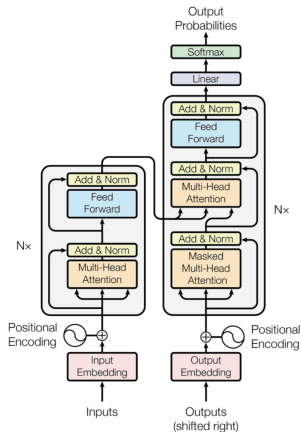 Output
Probabilities
Softmax
Linear
Add & Norm
Feed
Forward
Add & Norm
Multi-Head
Attention
Add & Norm
Masked
Multi-Head
Attention
N×
Positional
Encoding
Output
Embedding
Outputs
(shifted right)
Add & Norm
Feed
Forward
Add & Norm
Multi-Head
Attention
N×
Positional
Encoding
Input
Embedding
Inputs